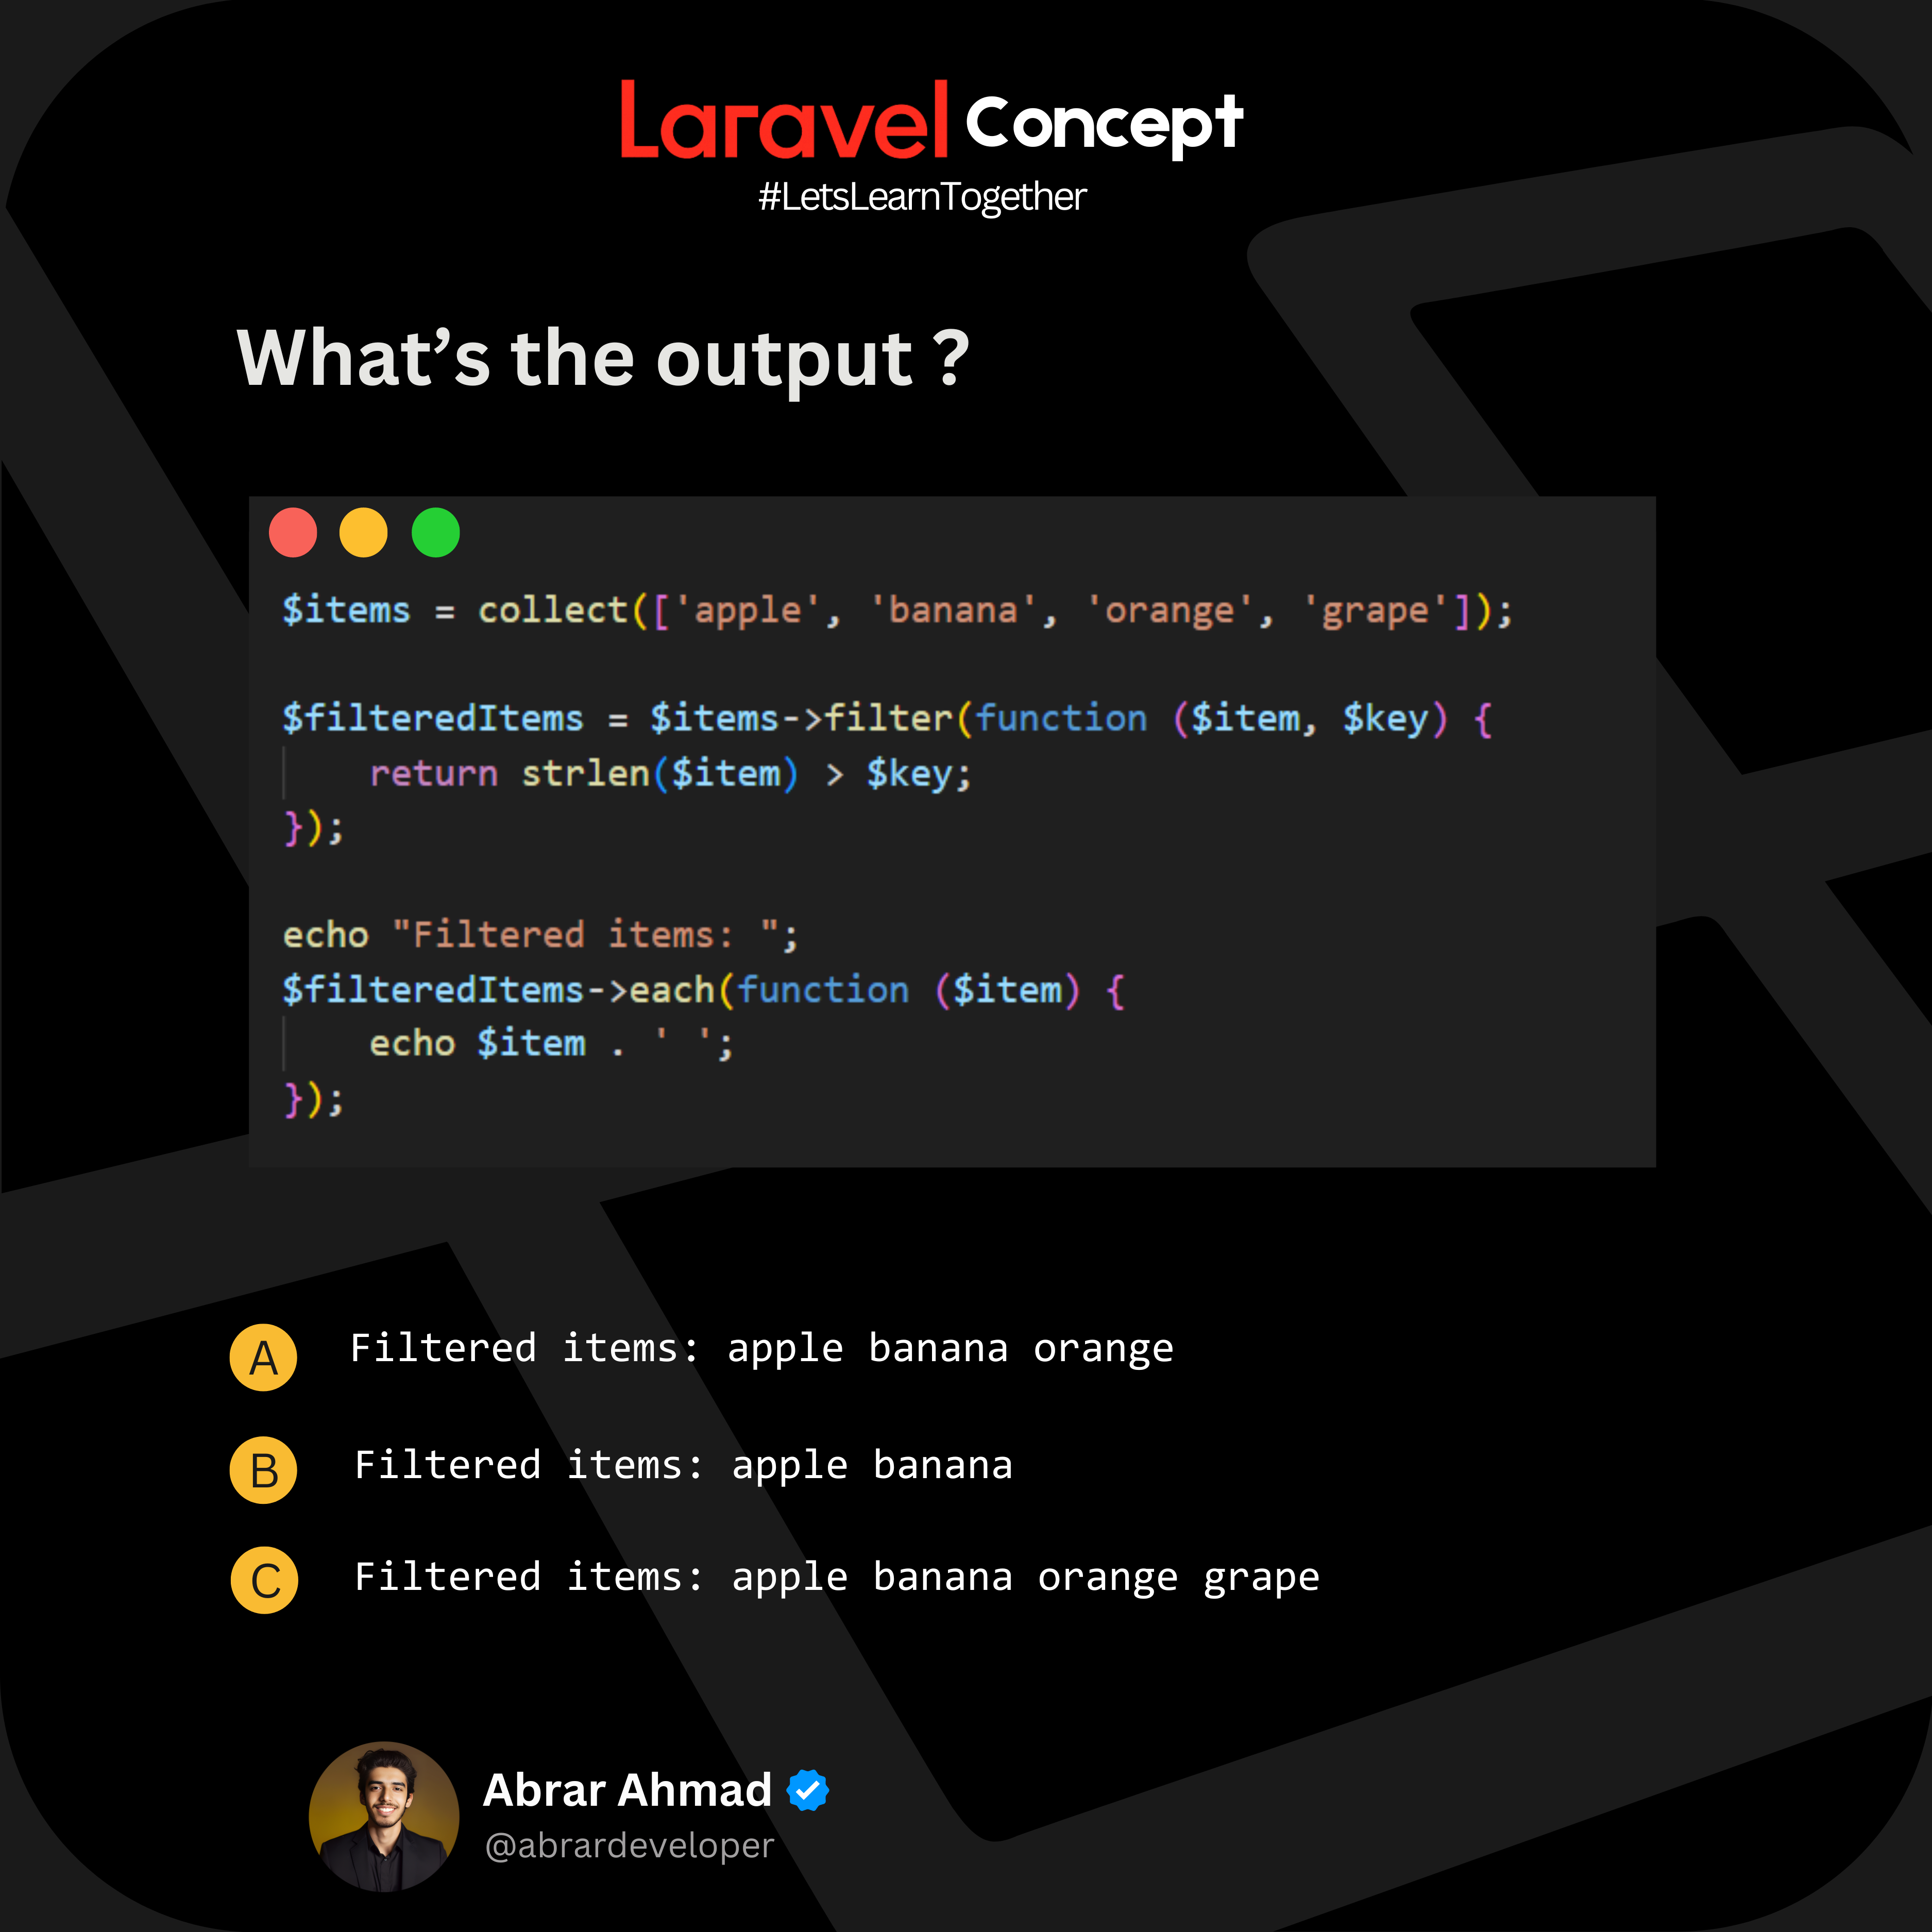 Laravel Concept
#LetsLearnTogether
What’s the output ?
$items = collect(['apple', 'banana', 'orange', 'grape']);
$filteredItems = $items->filter(function ($item, $key) {
    return strlen($item) > $key;
});
echo "Filtered items: ";
$filteredItems->each(function ($item) {
    echo $item . ' ';
});
A Filtered items: apple banana orange
B Filtered items: apple banana
C Filtered items: apple banana orange grape
Abrar Ahmad
@abrardeveloper